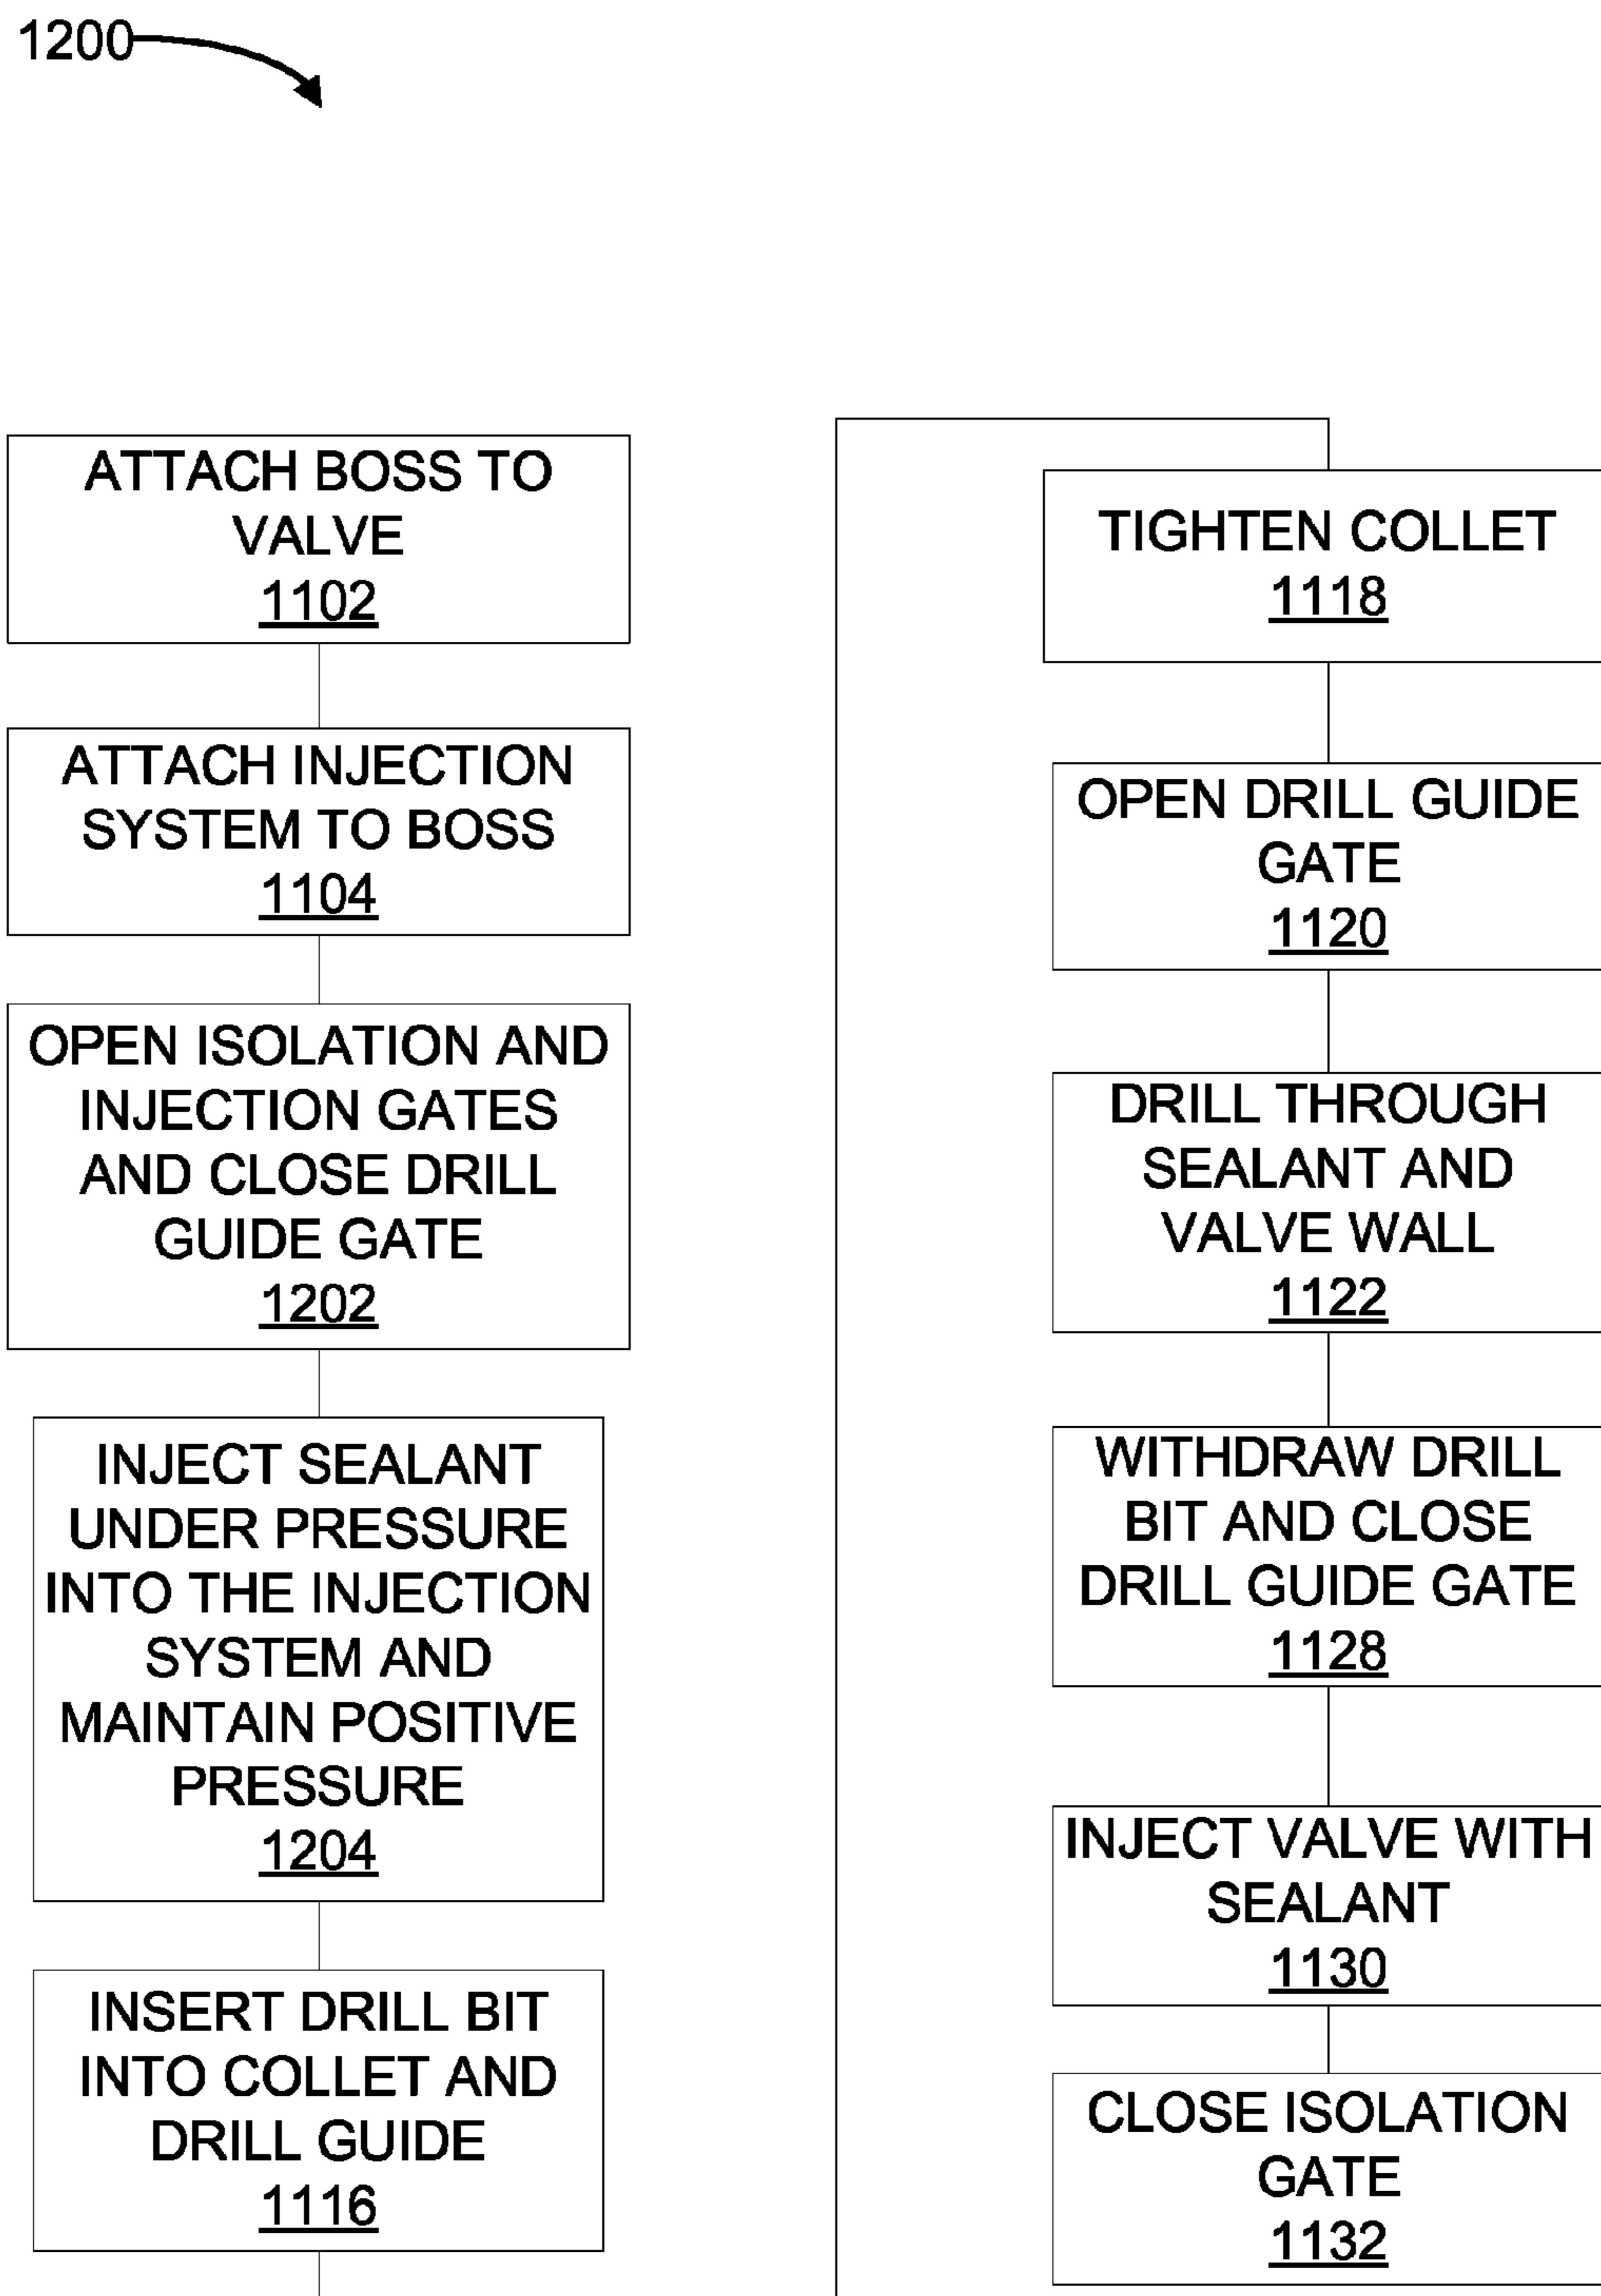 1200
ATTACH BOSS TO
VALVE
1102
ATTACH INJECTION
SYSTEM TO BOSS
1104
OPEN ISOLATION AND
INJECTION GATES
AND CLOSE DRILL
GUIDE GATE
1202
INJECT SEALANT
UNDER PRESSURE
INTO THE INJECTION
SYSTEM AND
MAINTAIN POSITIVE
PRESSURE
1204
INSERT DRILL BIT
INTO COLLET AND
DRILL GUIDE
1116
TIGHTEN COLLET
1118
OPEN DRILL GUIDE
GATE
1120
DRILL THROUGH
SEALANT AND
VALVE WALL
1122
WITHDRAW DRILL
BIT AND CLOSE
DRILL GUIDE GATE
1128
INJECT VALVE WITH
SEALANT
1130
CLOSE ISOLATION
GATE
1132